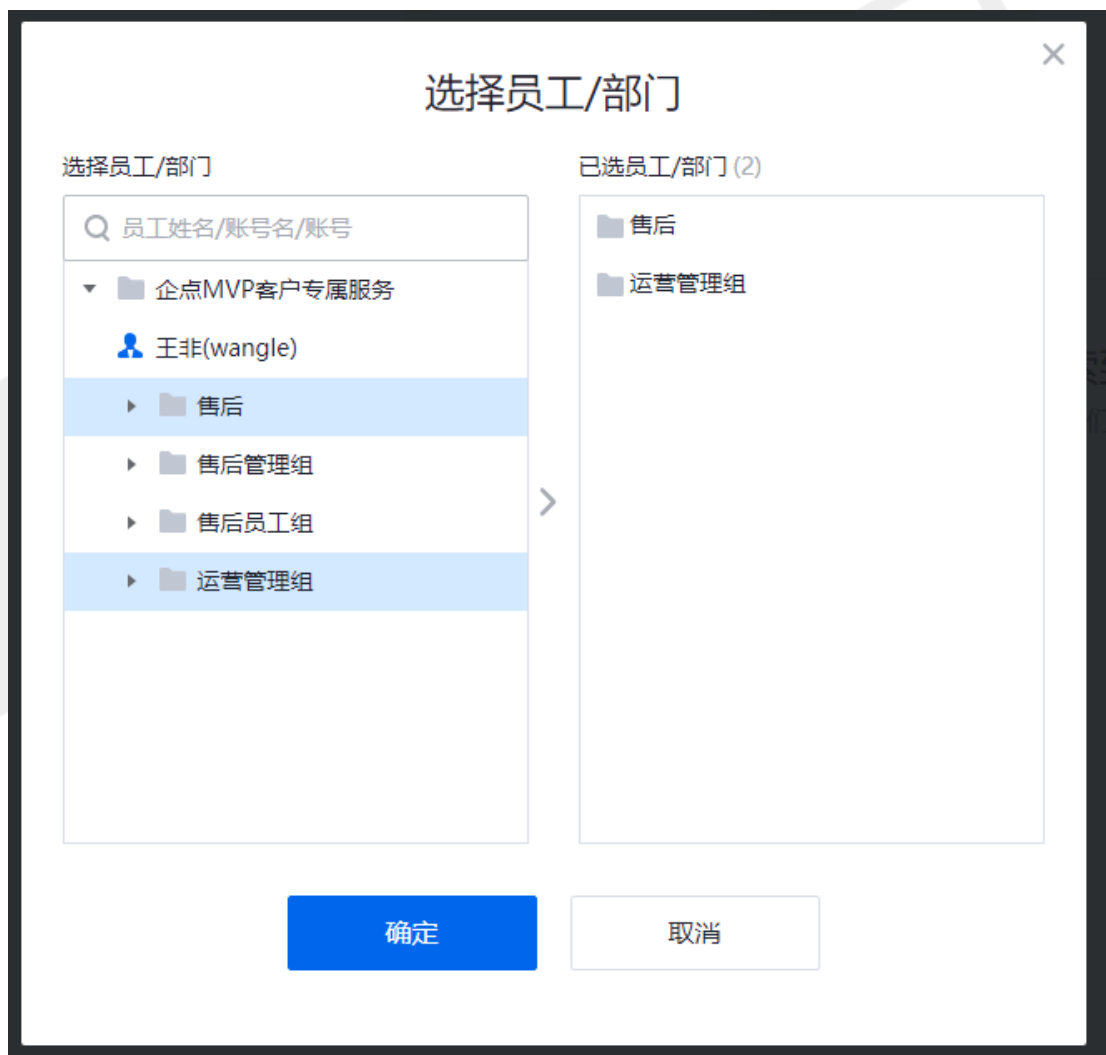 选择员工/部门
选择员工/部门
员工姓名/账号名/账号
企点MVP客户专属服务
王非(wangle)
售后
售后管理组
售后员工组
运营管理组
已选员工/部门 (2)
售后
运营管理组
确定
取消